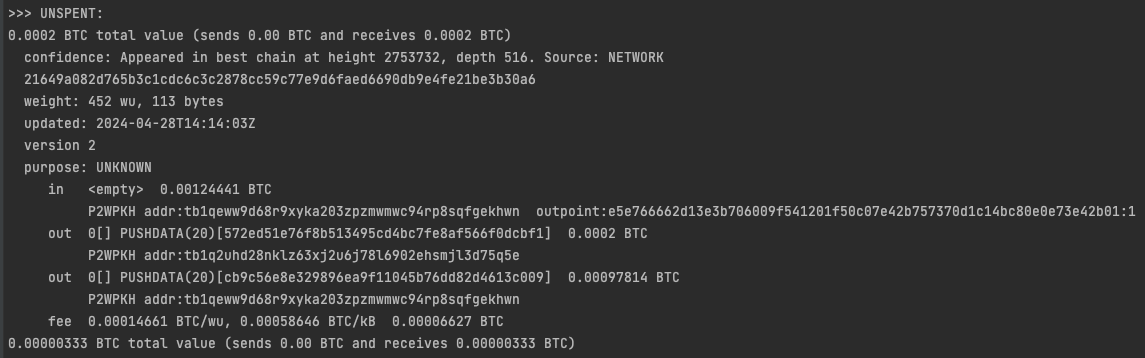 >>> UNSPENT:
0.0002 BTC total value (sends 0.00 BTC and receives 0.0002 BTC)
confidence: Appeared in best chain at height 2753732, depth 516. Source: NETWORK
21649a082d765b3c1cdc6c3c2878cc59c77e9d6faed6690db9e4fe21be3b30a6
weight: 452 wu, 113 bytes
updated: 2024-04-28T14:14:03Z
version 2
purpose: UNKNOWN
in <empty> 0.00124441 BTC
P2WPKH addr:tb1qeww9d68r9xyka203zpzmwmwc94rp8sqfgekhwn outpoint:e5e766662d13e3b706009f541201f50c07e42b757370d1c14bc80e0e73e42b01:1
out 0[] PUSHDATA(20)[572ed51e76f8b513495cd4bc7fe8af566f0dcbf1] 0.0002 BTC
P2WPKH addr:tb1q2uhd28nklz63xj2u6j78l6902ehsmjl3d75q5e
out 0[] PUSHDATA(20)[cb9c56e8e329896ea9f11045b76dd82d4613c009] 0.00097814 BTC
P2WPKH addr:tb1qeww9d68r9xyka203zpzmwmwc94rp8sqfgekhwn
fee 0.00014661 BTC/wu, 0.00058646 BTC/kB 0.00006627 BTC
0.00000333 BTC total value (sends 0.00 BTC and receives 0.00000333 BTC)